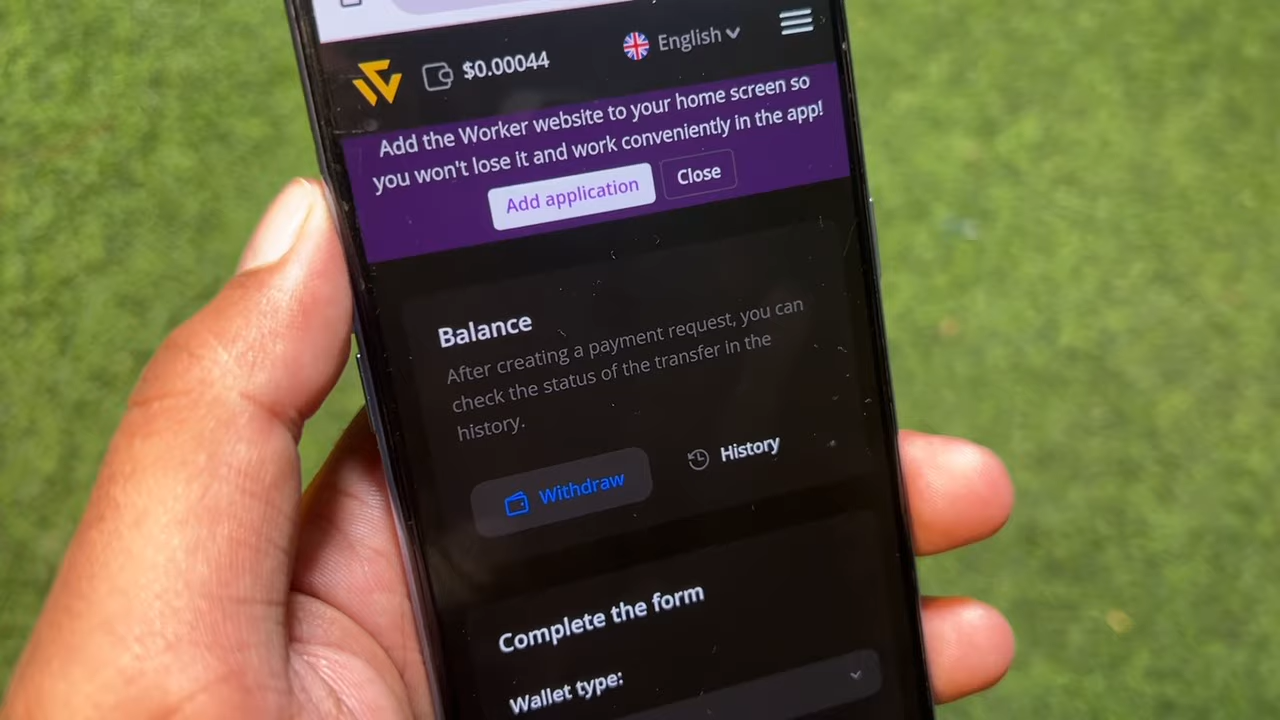 $0.00044
English
Add the Worker website to your home screen so
you won't lose it and work conveniently in the app!
Add application
Close
Balance
After creating a payment request, you can
check the status of the transfer in the
history.
Withdraw
History
Complete the form
Wallet type: